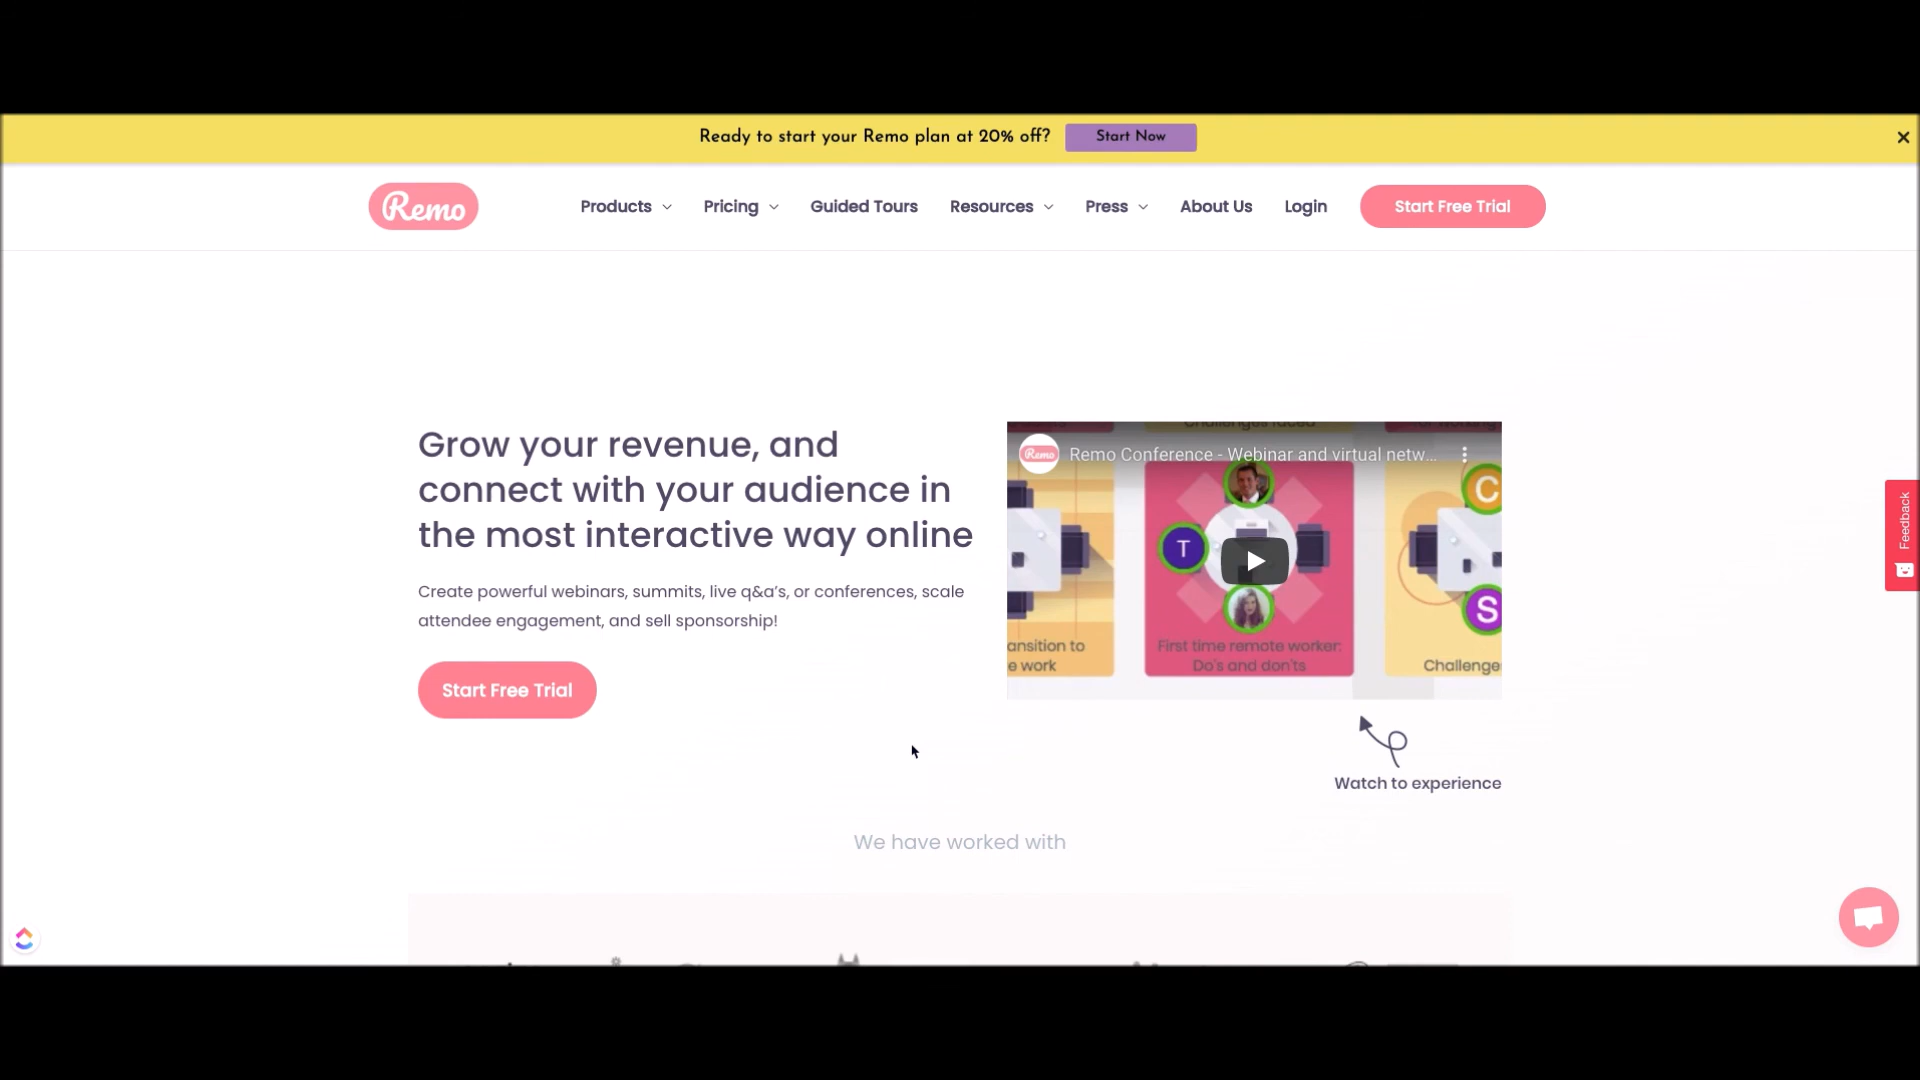 Ready to start your Remo plan at 20% off?
Start Now
Remo
Products
Pricing
Guided Tours
Resources
Press
About Us
Login
Start Free Trial
Grow your revenue, and
connect with your audience in
the most interactive way online
Create powerful webinars, summits, live q&a's, or conferences, scale
attendee engagement, and sell sponsorship!
Start Free Trial
Challenges faced
Remo
Remo Conference - Webinar and virtual netw...
C
T
S
ansition to
e work
First time remote worker:
Do's and don'ts
Challenge
Watch to experience
Feedback
We have worked with